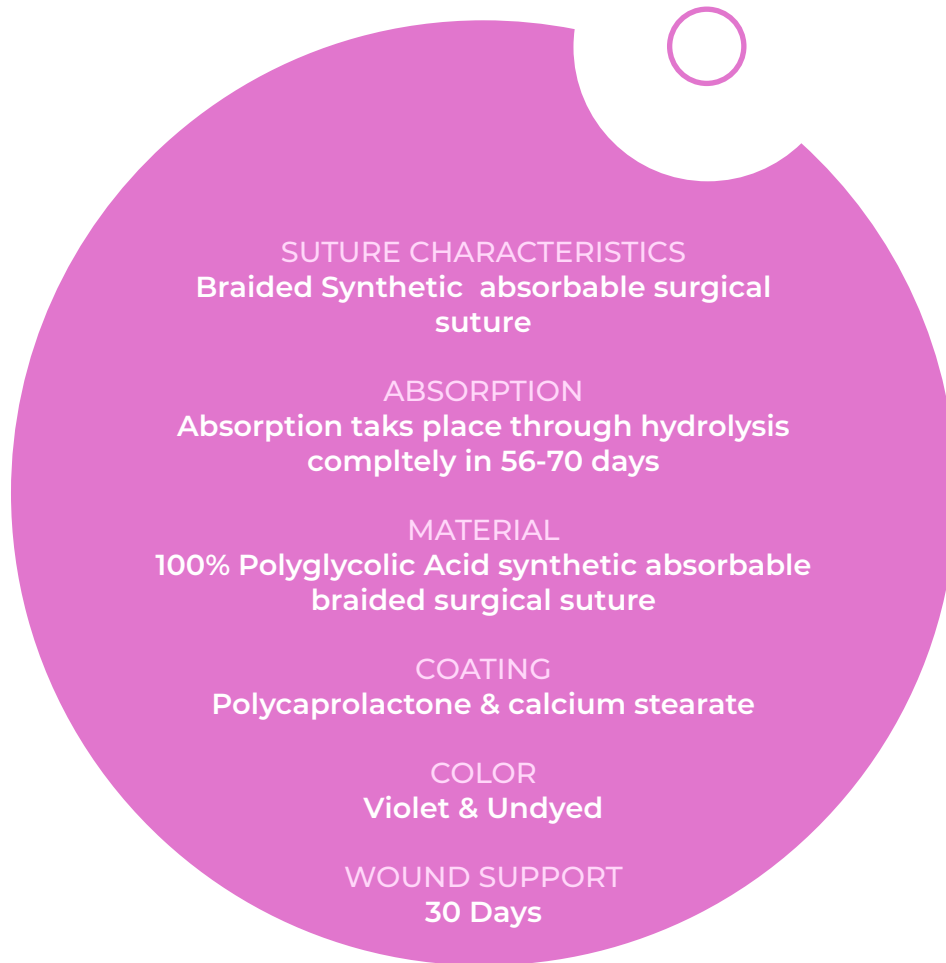 SUTURE CHARACTERISTICS
Braided Synthetic  absorbable surgical
suture
ABSORPTION
Absorption taks place through hydrolysis
compltely in 56-70 days
MATERIAL
100% Polyglycolic Acid synthetic absorbable
braided surgical suture
COATING
Polycaprolactone & calcium stearate
COLOR
Violet & Undyed
WOUND SUPPORT
30 Days